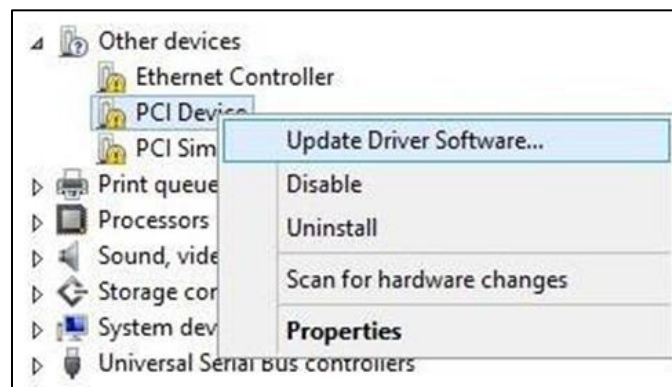 Other devices
Ethernet Controller
PCI Device
Update Driver Software...
PCI Sim
Print queue
Disable
Processors
Uninstall
Sound, vide
Scan for hardware changes
Storage cor
System dev
Properties
Universal Serial Bus controllers